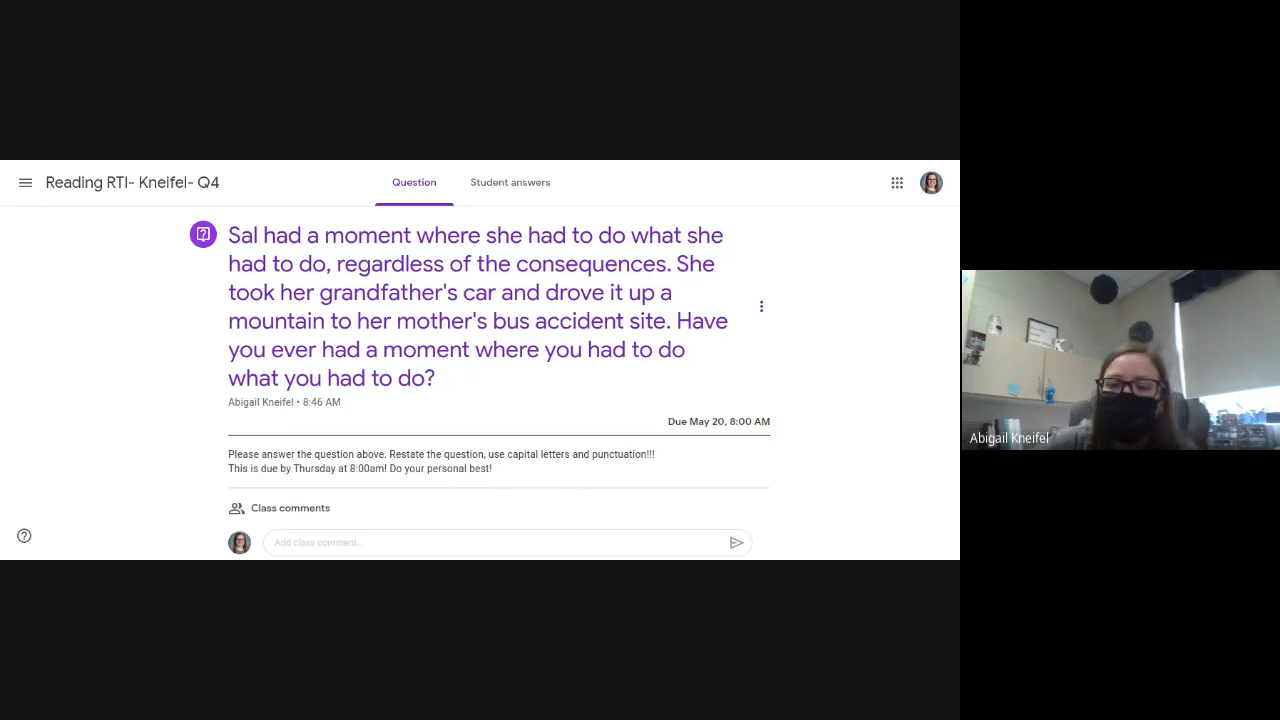 Reading RTI- Kneifel- Q4
Question
Student answers
Sal had a moment where she had to do what she
had to do, regardless of the consequences. She
took her grandfather's car and drove it up a
mountain to her mother's bus accident site. Have
you ever had a moment where you had to do
what you had to do?
Abigail Kneifel • 8:46 AM
Due May 20, 8:00 AM
Please answer the question above. Restate the question, use capital letters and punctuation!!!
This is due by Thursday at 8:00am! Do your personal best!
Class comments
Add class comment...
Abigail Kneifel